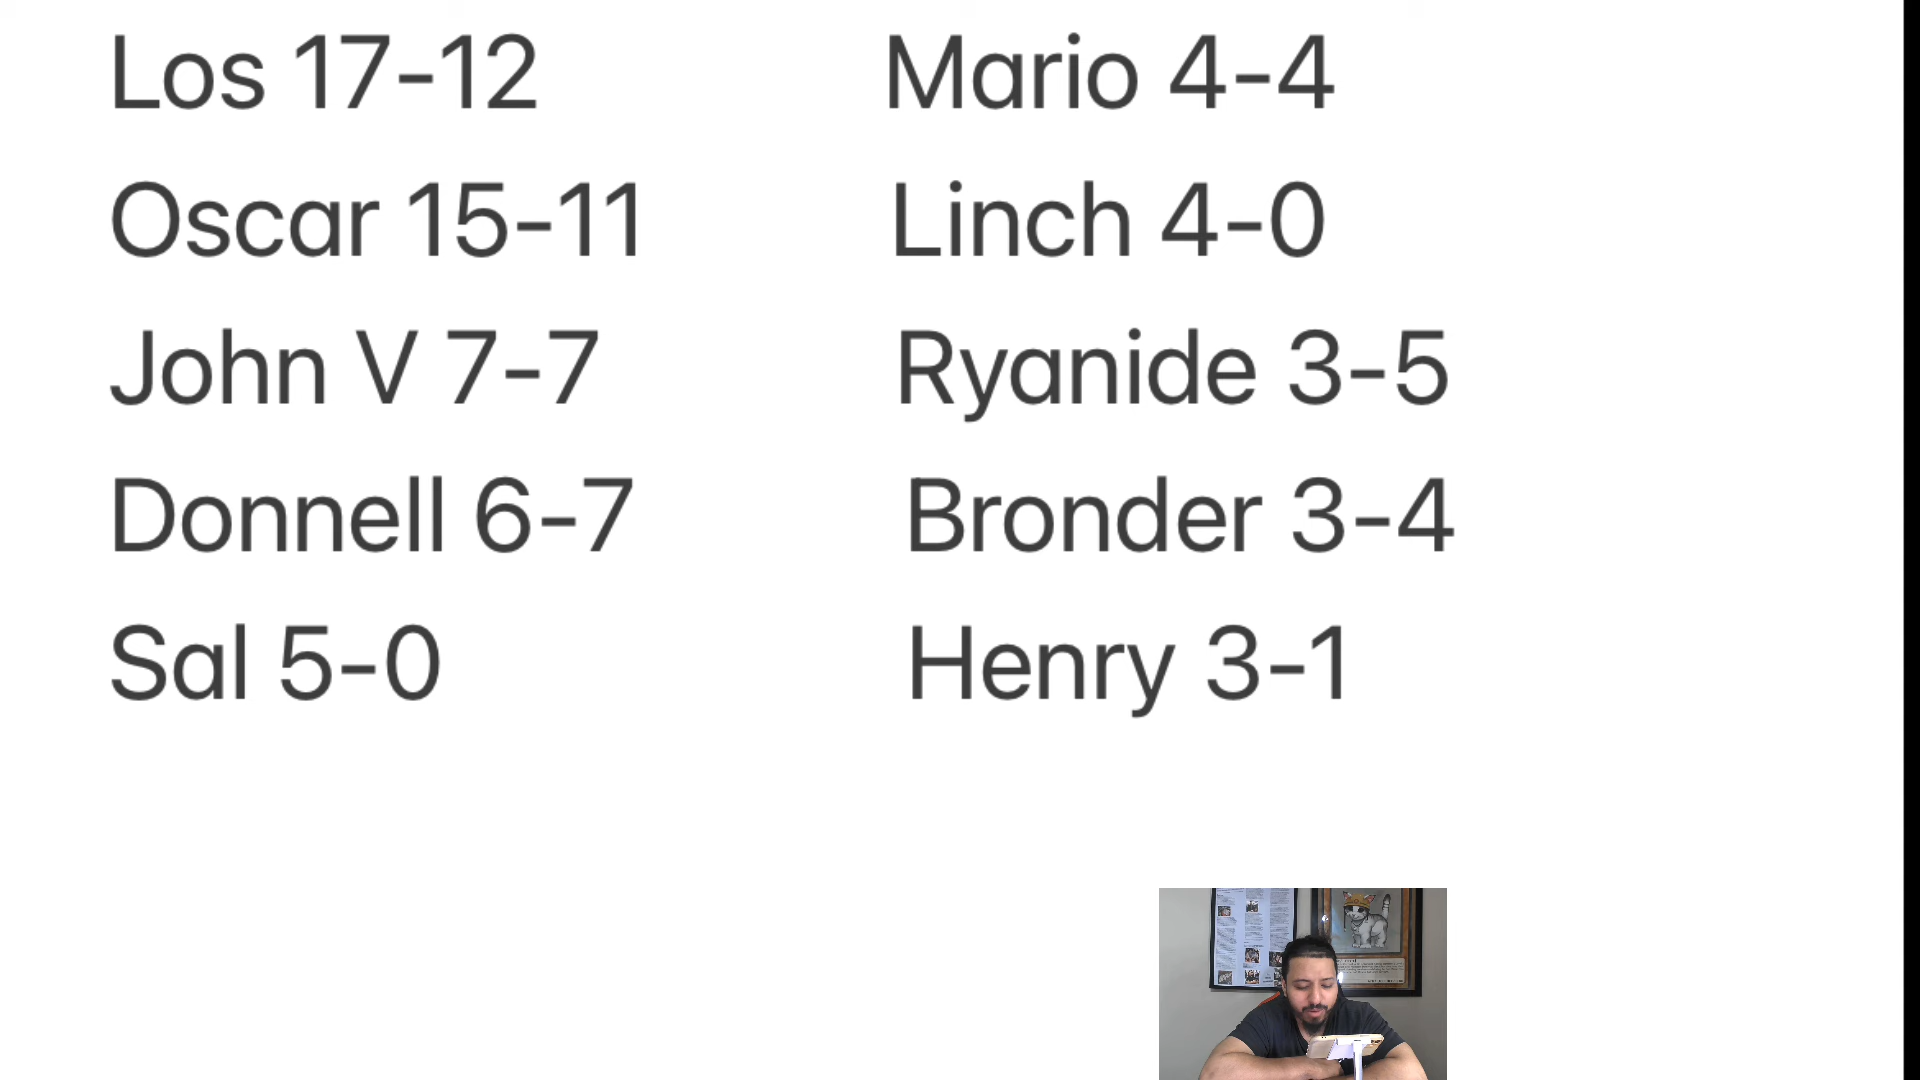 Los 17-12
Oscar 15-11
John V 7-7
Donnell 6-7
Sal 5-0
Mario 4-4
Linch 4-0
Ryanide 3-5
Bronder 3-4
Henry 3-1